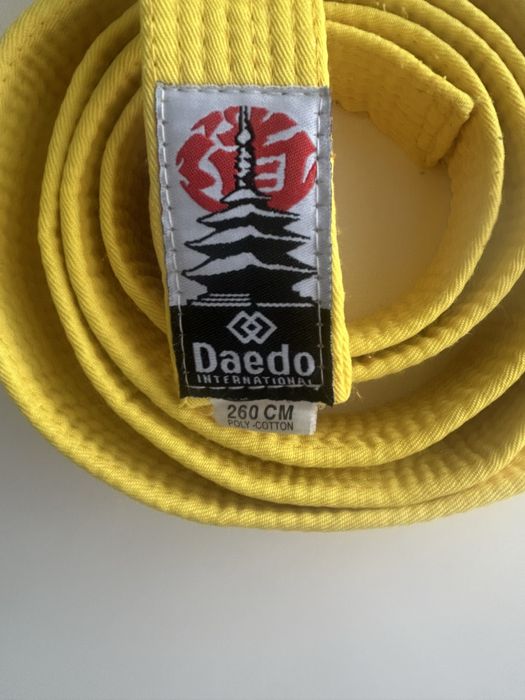 Daedo
INTERNATIONAL
260 CM
POLY-COTTON